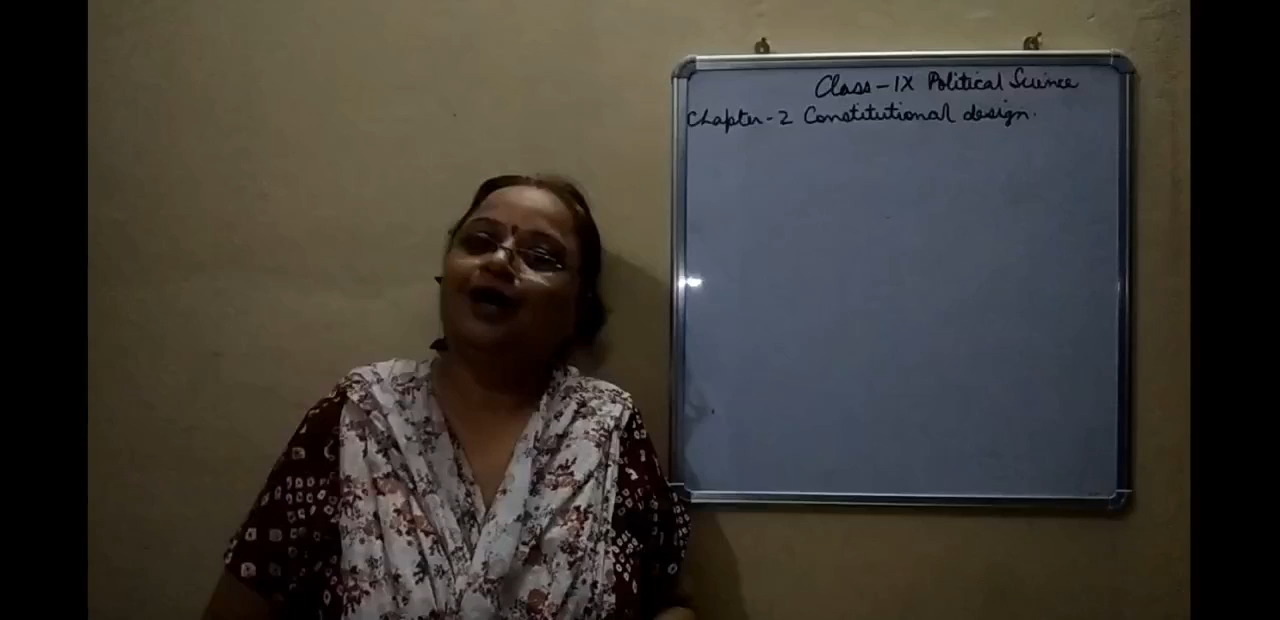 Class - IX Political Science
Chapter - 2 Constitutional design.